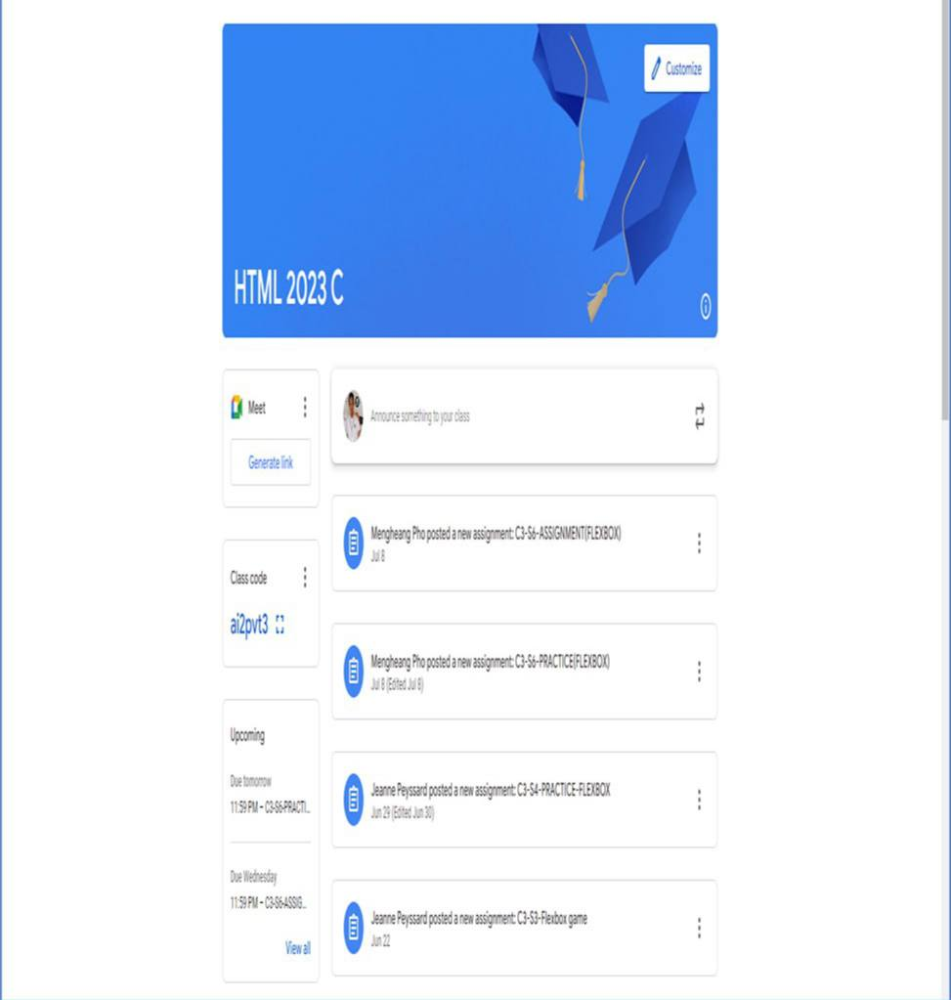 Customize
HTML 2023 C
Meet
Generate link
Class code
ai2pvt3
Upcoming
Due tomorrow
11:59 PM – C3-S6-PRACTI...
Due Wednesday
11:59 PM – C3-S6-ASSIG...
View all
Announce something to your class
Mengheang Pho posted a new assignment: C3-S6-ASSIGNMENT(FLEXBOX)
Jul 8
Mengheang Pho posted a new assignment: C3-S6-PRACTICE(FLEXBOX)
Jul 8 (Edited Jul 8)
Jeanne Peyssard posted a new assignment: C3-S4-PRACTICE-FLEXBOX
Jun 29 (Edited Jun 30)
Jeanne Peyssard posted a new assignment: C3-S3-Flexbox game
Jun 22